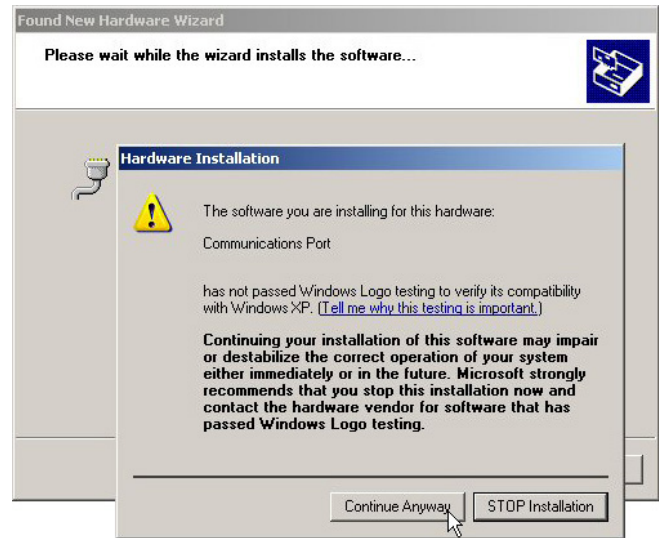 Found New Hardware Wizard
Please wait while the wizard installs the software...
Hardware Installation
The software you are installing for this hardware:
Communications Port
has not passed Windows Logo testing to verify its compatibility
with Windows XP. (Tell me why this testing is important.)
Continuing your installation of this software may impair
or destabilize the correct operation of your system
either immediately or in the future. Microsoft strongly
recommends that you stop this installation now and
contact the hardware vendor for software that has
passed Windows Logo testing.
Continue Anyway
STOP Installation